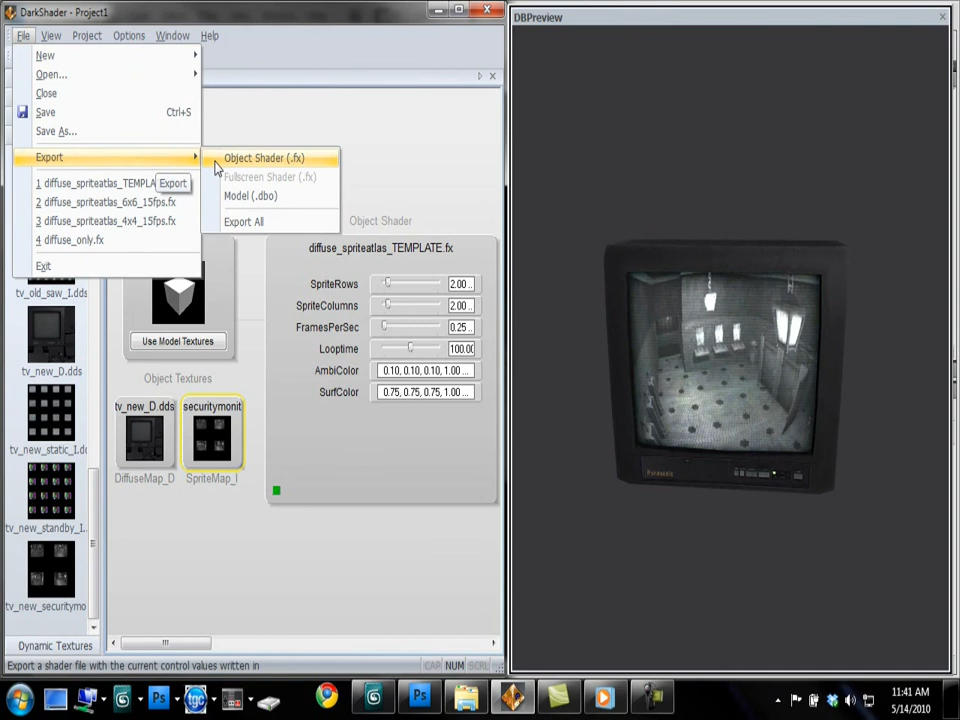 DarkShader - Project1
DBPreview
File View Project Options Window Help
New
Open...
Close
Save Ctrl+S
Save As...
Export
Object Shader (.fx)
Fullscreen Shader (.fx)
Model (.dbo)
Export All
1 diffuse_spriteatlas_TEMPLA
Export
2 diffuse_spriteatlas_6x6_15fps.fx
3 diffuse_spriteatlas_4x4_15fps.fx
4 diffuse_only.fx
Exit
Object Shader
diffuse_spriteatlas_TEMPLATE.fx
SpriteRows 2.00 ..
SpriteColumns 2.00 ..
FramesPerSec 0.25 ..
Looptime 100.00
AmbiColor 0.10, 0.10, 0.10, 1.00 ...
SurfColor 0.75, 0.75, 0.75, 1.00 ...
Use Model Textures
Object Textures
tv_new_D.dds securitymonit
DiffuseMap_D SpriteMap_I
tv_old_saw_I.dds
tv_new_D.dds
tv_new_static_I.dd
tv_new_standby_I..
tv_new_securitymo
Dynamic Textures
Export a shader file with the current control values written in
CAP NUM SCRL
Panasonic
Ps tgc Ps
11:41 AM
5/14/2010